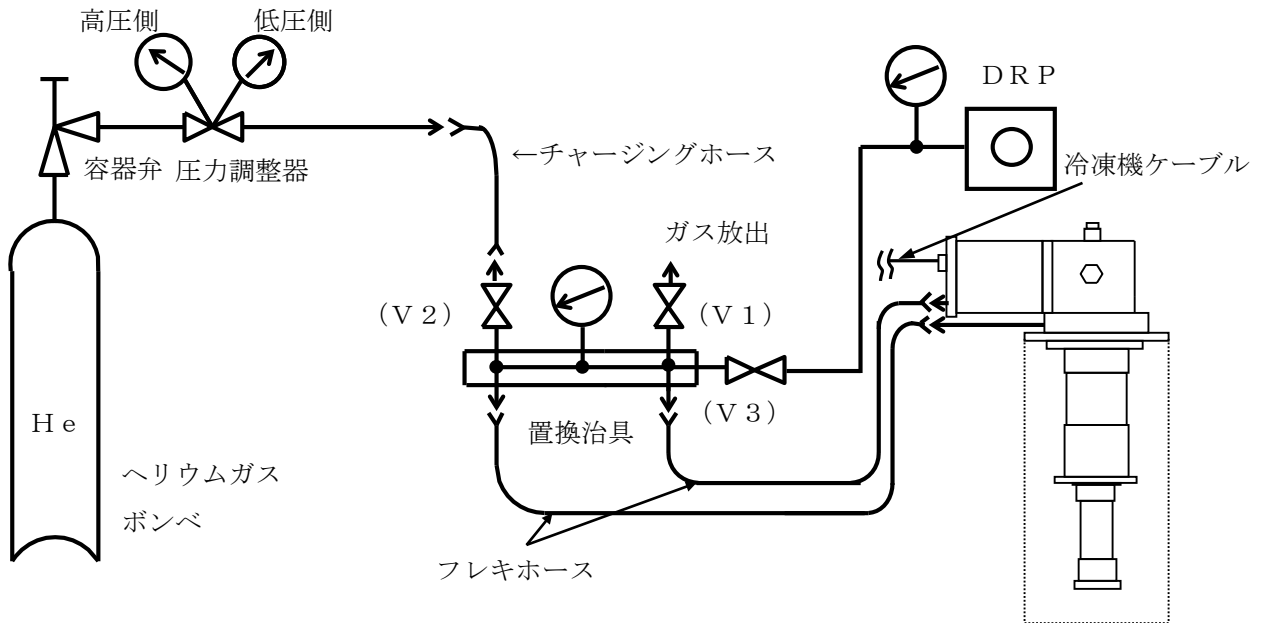 高圧側
低圧側
DRP
容器弁
圧力調整器
←チャージングホース
冷凍機ケーブル
ガス放出
(V2)
(V1)
(V3)
置換治具
He
ヘリウムガス
ボンベ
フレキホース